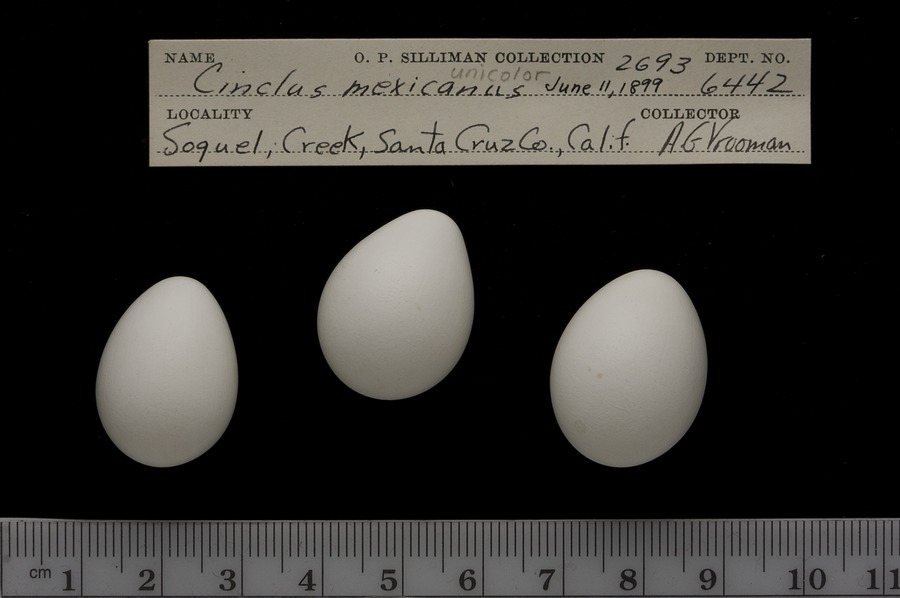 NAME O. P. SILLIMAN COLLECTION 2693 DEPT. NO.
unicolor
Cinclus mexicanus June 11, 1899 6442
LOCALITY COLLECTOR
Soquel, Creek, Santa Cruz Co., Calif. A G Vrooman
cm 1 2 3 4 5 6 7 8 9 10 11